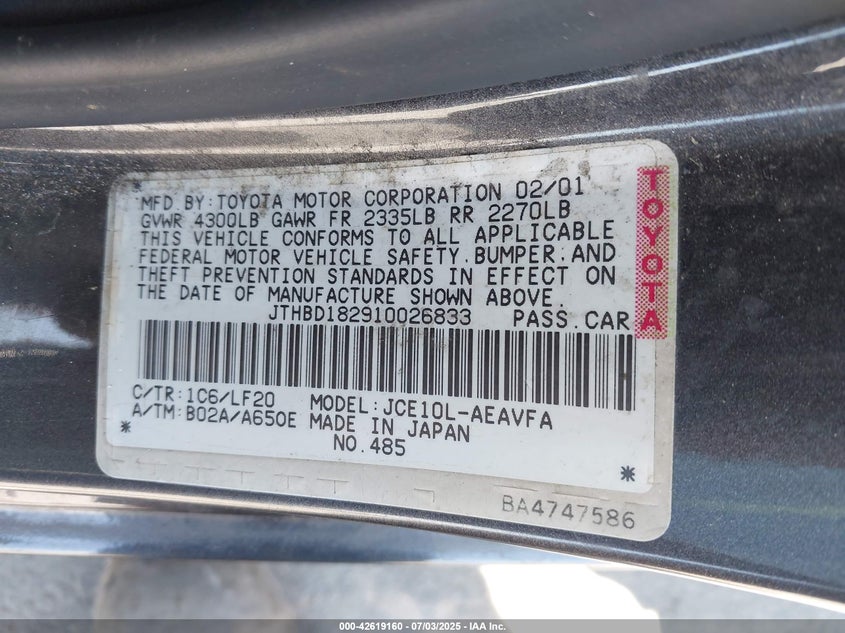 MFD BY:TOYOTA MOTOR CORPORATION 02/01
GVWR 4300LB GAWR FR 2335LB RR 2270LB
THIS VEHICLE CONFORMS TO ALL APPLICABLE
FEDERAL MOTOR VEHICLE SAFETY.BUMPER.AND
THEFT PREVENTION STANDARDS IN EFFECT ON
THE DATE OF MANUFACTURE SHOWN ABOVE.
JTHBD182910026833 PASS.CAR
TOYOTA
C/TR:1C6/LF20 MODEL:JCE10L-AEAVFA
A/TM:B02A/A650E MADE IN JAPAN
* NO.485 *
BA4747586
000-42619160 - 07/03/2025 - IAA Inc.